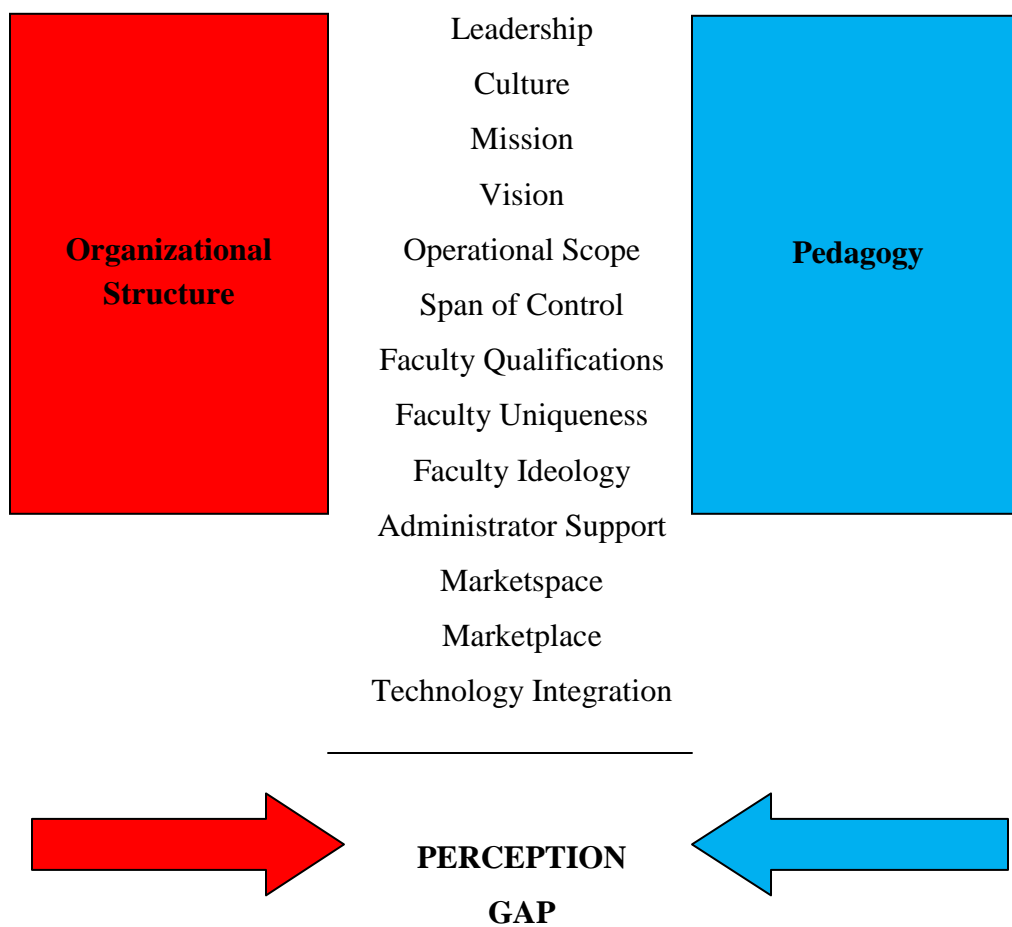 Leadership
Culture
Mission
Vision
Organizational
Structure
Operational Scope
Span of Control
Faculty Qualifications
Faculty Uniqueness
Faculty Ideology
Administrator Support
Marketspace
Marketplace
Technology Integration
Pedagogy
PERCEPTION
GAP